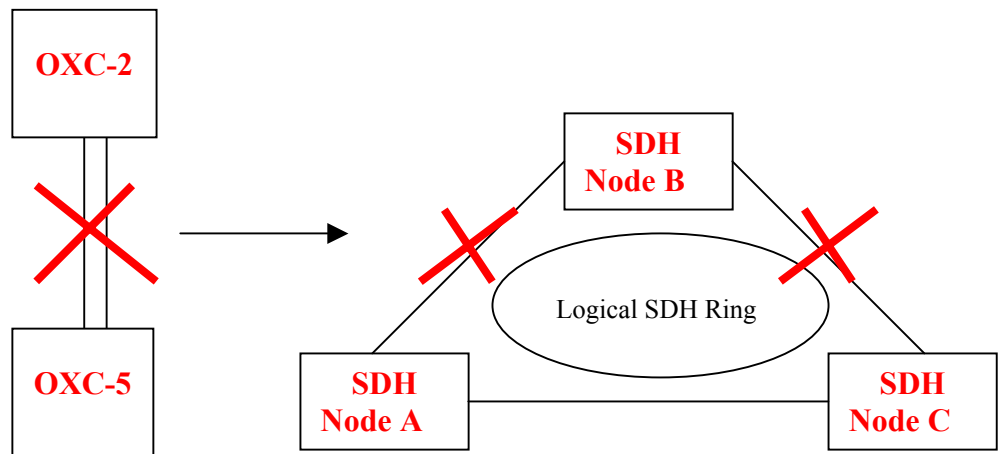 OXC-2
SDH
Node B
Logical SDH Ring
OXC-5
SDH
Node A
SDH
Node C